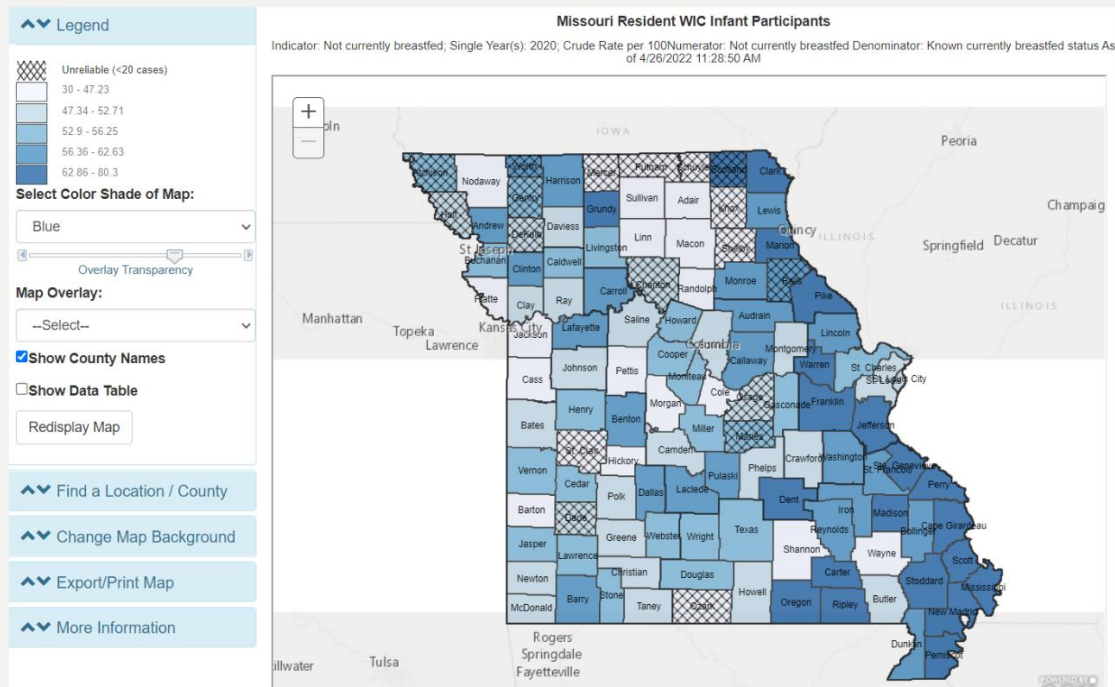 Legend
Unreliable (<20 cases)
30 - 47.23
47.34 - 52.71
52.9 - 56.25
56.36 - 62.63
62.86 - 80.3
Select Color Shade of Map:
Blue
Overlay Transparency
Map Overlay:
--Select--
Show County Names
Show Data Table
Redisplay Map
Find a Location / County
Change Map Background
Export/Print Map
More Information
Missouri Resident WIC Infant Participants
Indicator: Not currently breastfed; Single Year(s): 2020; Crude Rate per 100Numerator: Not currently breastfed Denominator: Known currently breastfed status As
of 4/26/2022 11:28:50 AM
+
−
IOWA
Peoria
Champaig
Springfield Decatur
ILLINOIS
ILLINOIS
Quincy
Manhattan
Topeka
Lawrence
Kansas City
St Joseph
Columbia
Rogers
Springdale
Fayetteville
Tulsa
illwater
oln
Atchison
Nodaway
Worth
Harrison
Mercer
Putnam
Schuyler
Scotland
Clark
Holt
Andrew
Gentry
DeKalb
Daviess
Grundy
Sullivan
Adair
Knox
Lewis
Linn
Macon
Shelby
Marion
Buchanan
Clinton
Caldwell
Livingston
Chariton
Randolph
Monroe
Ralls
Pike
Platte
Clay
Ray
Carroll
Jackson
Lafayette
Saline
Howard
Audrain
Lincoln
Cass
Johnson
Pettis
Cooper
Moniteau
Callaway
Montgomery
Warren
St. Charles
St. Louis City
Morgan
Cole
Osage
Gasconade
Franklin
Jefferson
Bates
Henry
Benton
Miller
Maries
St. Clair
Hickory
Camden
Pulaski
Phelps
Crawford
Washington
St. Francois
Ste. Genevieve
Perry
Vernon
Cedar
Polk
Dallas
Laclede
Dent
Iron
Madison
Bollinger
Cape Girardeau
Barton
Dade
Greene
Webster
Wright
Texas
Shannon
Reynolds
Wayne
Scott
Jasper
Lawrence
Christian
Douglas
Carter
Stoddard
Mississippi
Newton
McDonald
Barry
Stone
Taney
Ozark
Howell
Oregon
Ripley
Butler
New Madrid
Dunklin
Pemiscot
POWERED BY